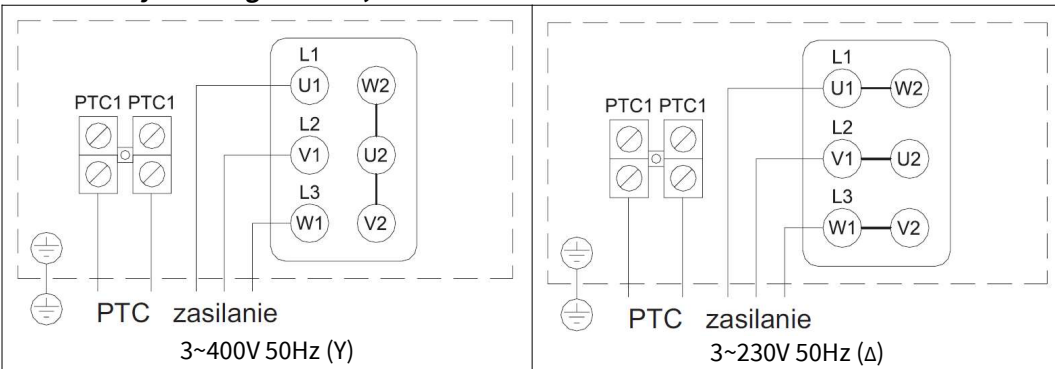 L1
U1 W2
PTC1 PTC1
L2
V1 U2
L3
W1 V2
PTC zasilanie
3~400V 50Hz (Y)
L1
U1 W2
PTC1 PTC1
L2
V1 U2
L3
W1 V2
PTC zasilanie
3~230V 50Hz (Δ)